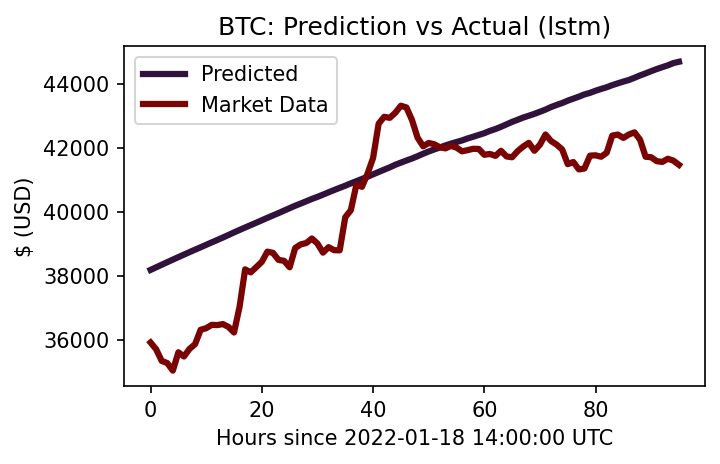 BTC: Prediction vs Actual (lstm)
Predicted
Market Data
$ (USD)
44000
42000
40000
38000
36000
0 20 40 60 80
Hours since 2022-01-18 14:00:00 UTC